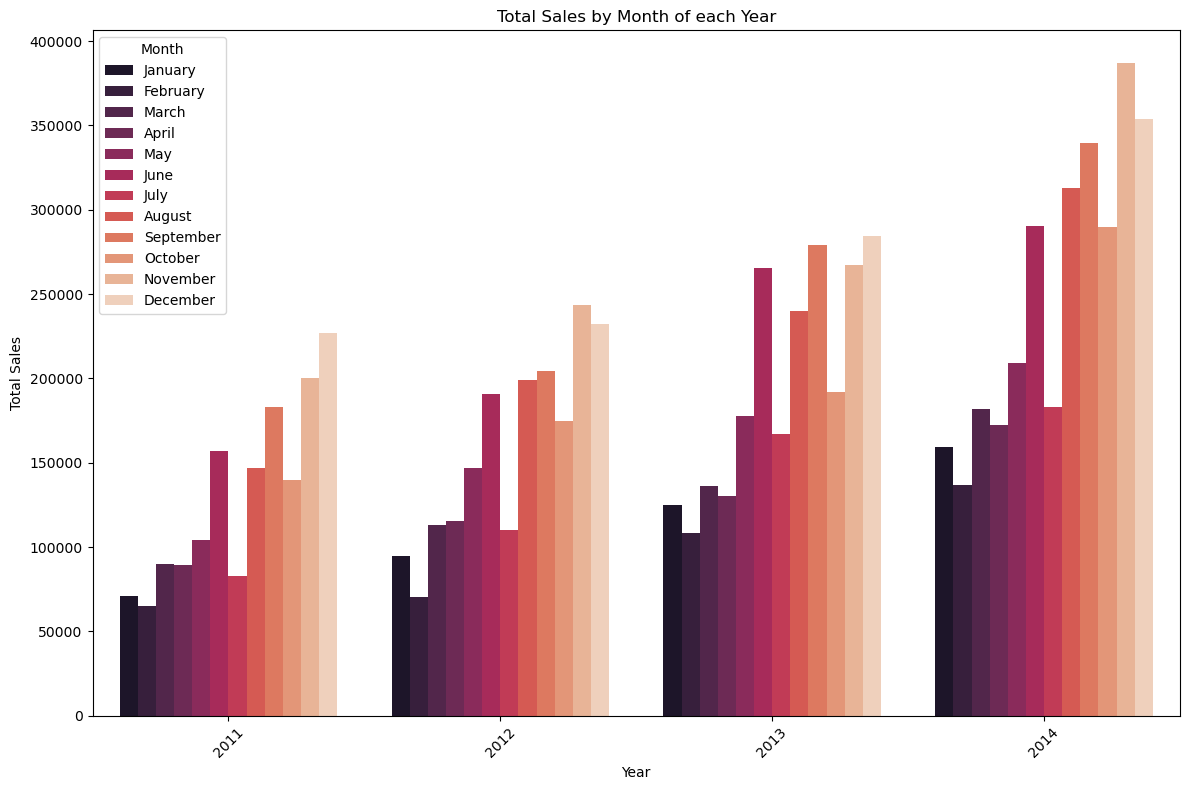 Total Sales by Month of each Year
400000
350000
300000
250000
200000
150000
100000
50000
0
Total Sales
Month
January
February
March
April
May
June
July
August
September
October
November
December
2011
2012
2013
2014
Year